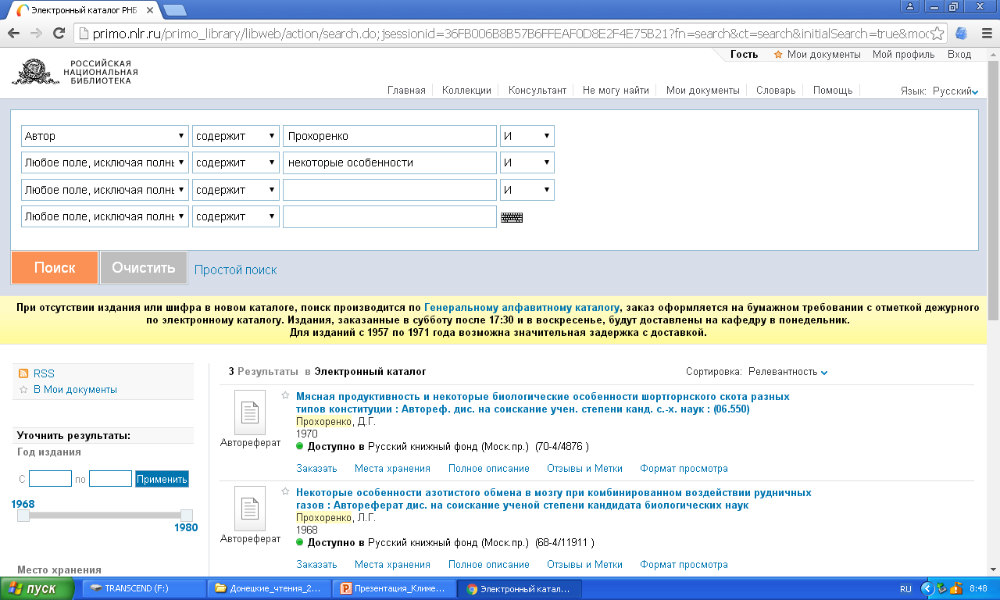 Электронный каталог РНБ
primo.nlr.ru/primo_library/libweb/action/search.do;jsessionid=36FB006B8B57B6FFEAF0D8E2F4E75B21?fn=search&ct=search&initialSearch=true&mo
Гость Мои документы Мой профиль Вход
РОССИЙСКАЯ
НАЦИОНАЛЬНАЯ
БИБЛИОТЕКА
Главная Коллекции Консультант Не могу найти Мои документы Словарь Помощь Язык: Русский
Автор содержит Прохоренко И
Любое поле, исключая полнь содержит некоторые особенности И
Любое поле, исключая полнь содержит И
Любое поле, исключая полнь содержит
Поиск Очистить Простой поиск
При отсутствии издания или шифра в новом каталоге, поиск производится по Генеральному алфавитному каталогу, заказ оформляется на бумажном требовании с отметкой дежурного
по электронному каталогу. Издания, заказанные в субботу после 17:30 и в воскресенье, будут доставлены на кафедру в понедельник.
Для изданий с 1957 по 1971 года возможна значительная задержка с доставкой.
RSS
В Мои документы
Уточнить результаты:
Год издания
С по Применить
1968
1980
Место хранения
3 Результаты в Электронный каталог Сортировка: Релевантность
Автореферат
Мясная продуктивность и некоторые биологические особенности шортгорнского скота разных
типов конституции : Автореф. дис. на соискание учен. степени канд. с.-х. наук : (06.550)
Прохоренко, Д.Г.
1970
Доступно в Русский книжный фонд (Моск.пр.) (70-4/4876 )
Заказать Места хранения Полное описание Отзывы и Метки Формат просмотра
Автореферат
Некоторые особенности азотистого обмена в мозгу при комбинированном воздействии рудничных
газов : Автореферат дис. на соискание ученой степени кандидата биологических наук
Прохоренко, Л.Г.
1968
Доступно в Русский книжный фонд (Моск.пр.) (68-4/11911 )
Заказать Места хранения Полное описание Отзывы и Метки Формат просмотра
пуск TRANSCEND (F:) Донецкие_чтения_2... Презентация_Климе... Электронный катал... RU 8:48